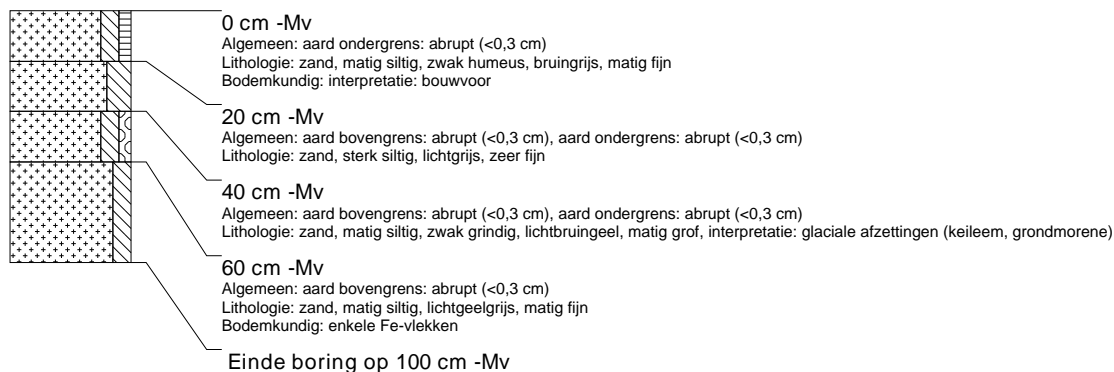 0 cm -Mv
Algemeen: aard ondergrens: abrupt (<0,3 cm)
Lithologie: zand, matig siltig, zwak humeus, bruingrijs, matig fijn
Bodemkundig: interpretatie: bouwvoor
20 cm -Mv
Algemeen: aard bovengrens: abrupt (<0,3 cm), aard ondergrens: abrupt (<0,3 cm)
Lithologie: zand, sterk siltig, lichtgrijs, zeer fijn
40 cm -Mv
Algemeen: aard bovengrens: abrupt (<0,3 cm), aard ondergrens: abrupt (<0,3 cm)
Lithologie: zand, matig siltig, zwak grindig, lichtbruingeel, matig grof, interpretatie: glaciale afzettingen (keileem, grondmorene)
60 cm -Mv
Algemeen: aard bovengrens: abrupt (<0,3 cm)
Lithologie: zand, matig siltig, lichtgeelgrijs, matig fijn
Bodemkundig: enkele Fe-vlekken
Einde boring op 100 cm -Mv